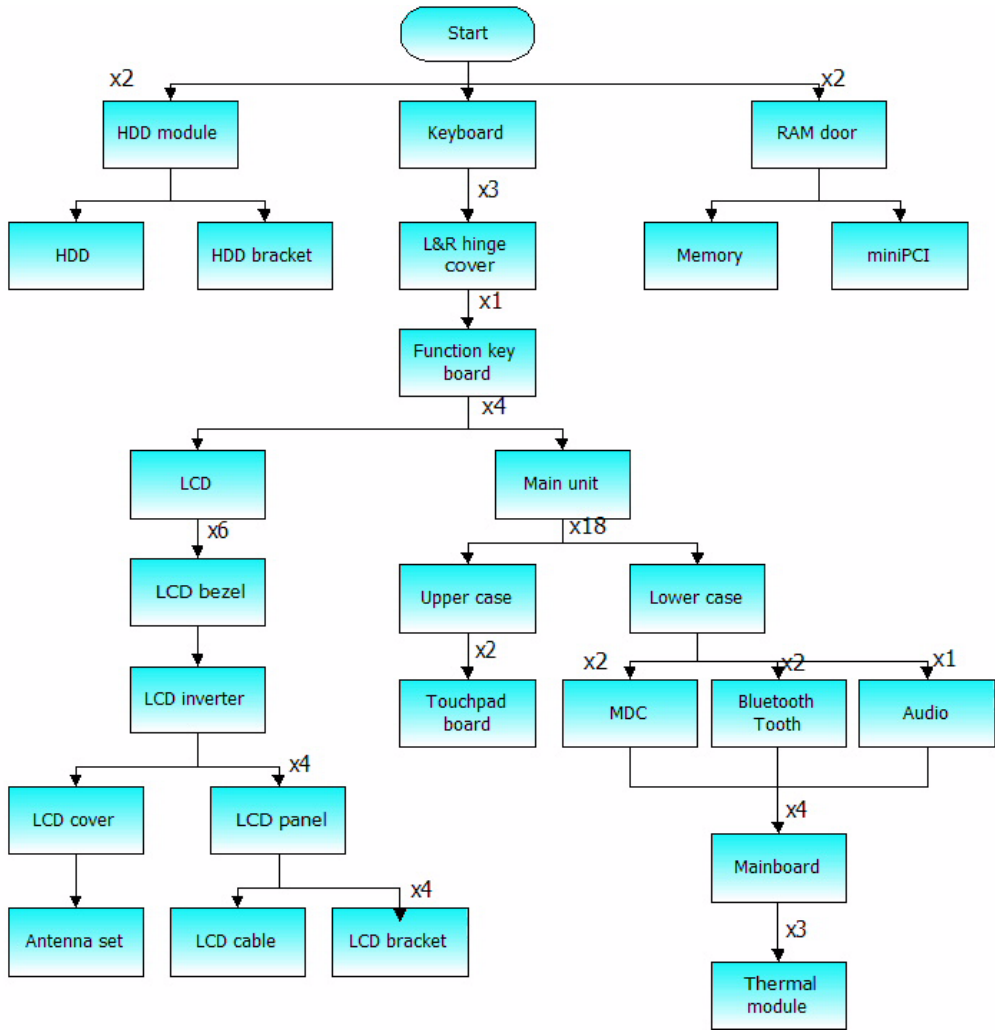 Start
x2
x2
HDD module
Keyboard
RAM door
x3
HDD
HDD bracket
L&R hinge
cover
Memory
miniPCI
x1
Function key
board
x4
LCD
Main unit
x6
x18
LCD bezel
Upper case
Lower case
x2
x2
x2
x1
LCD inverter
Touchpad
board
MDC
Bluetooth
Tooth
Audio
x4
x4
LCD cover
LCD panel
Mainboard
x4
Antenna set
LCD cable
LCD bracket
x3
Thermal
module